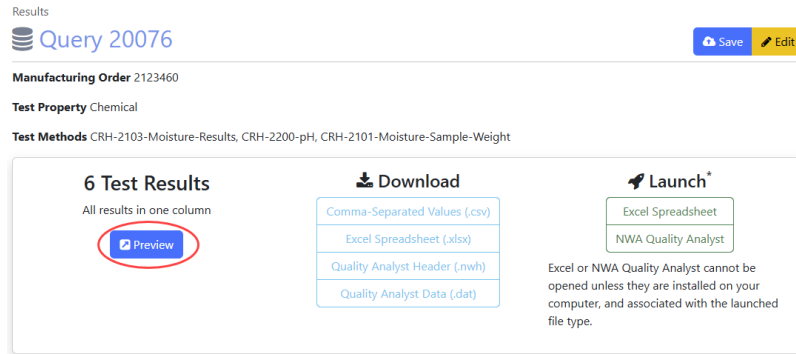 Results
Query 20076
Save
Edit
Manufacturing Order 2123460
Test Property Chemical
Test Methods CRH-2103-Moisture-Results, CRH-2200-pH, CRH-2101-Moisture-Sample-Weight
6 Test Results
All results in one column
Preview
Download
Comma-Separated Values (.csv)
Excel Spreadsheet (.xlsx)
Quality Analyst Header (.nwh)
Quality Analyst Data (.dat)
Launch*
Excel Spreadsheet
NWA Quality Analyst
Excel or NWA Quality Analyst cannot be
opened unless they are installed on your
computer, and associated with the launched
file type.